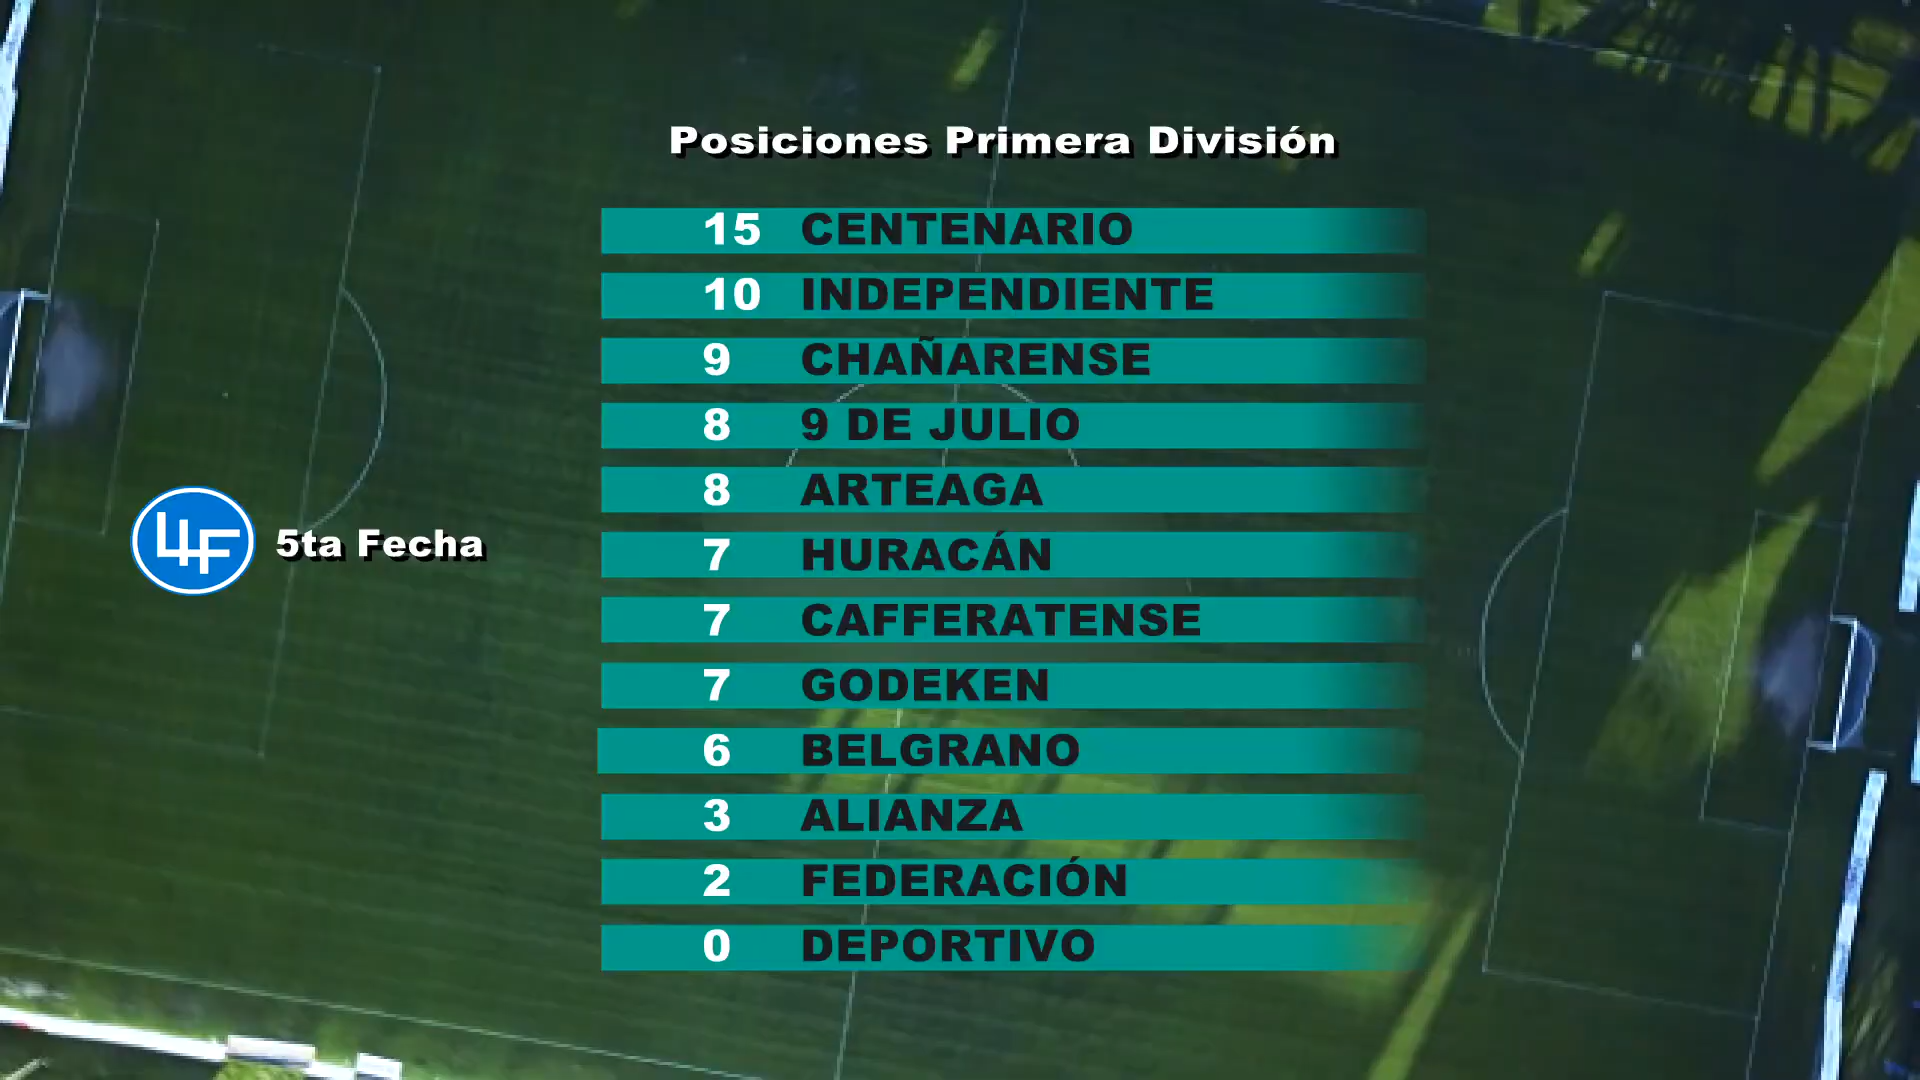 Posiciones Primera División
15 CENTENARIO
10 INDEPENDIENTE
9 CHAÑARENSE
8 9 DE JULIO
8 ARTEAGA
7 HURACÁN
7 CAFFERATENSE
7 GODEKEN
6 BELGRANO
3 ALIANZA
2 FEDERACIÓN
0 DEPORTIVO
LF 5ta Fecha